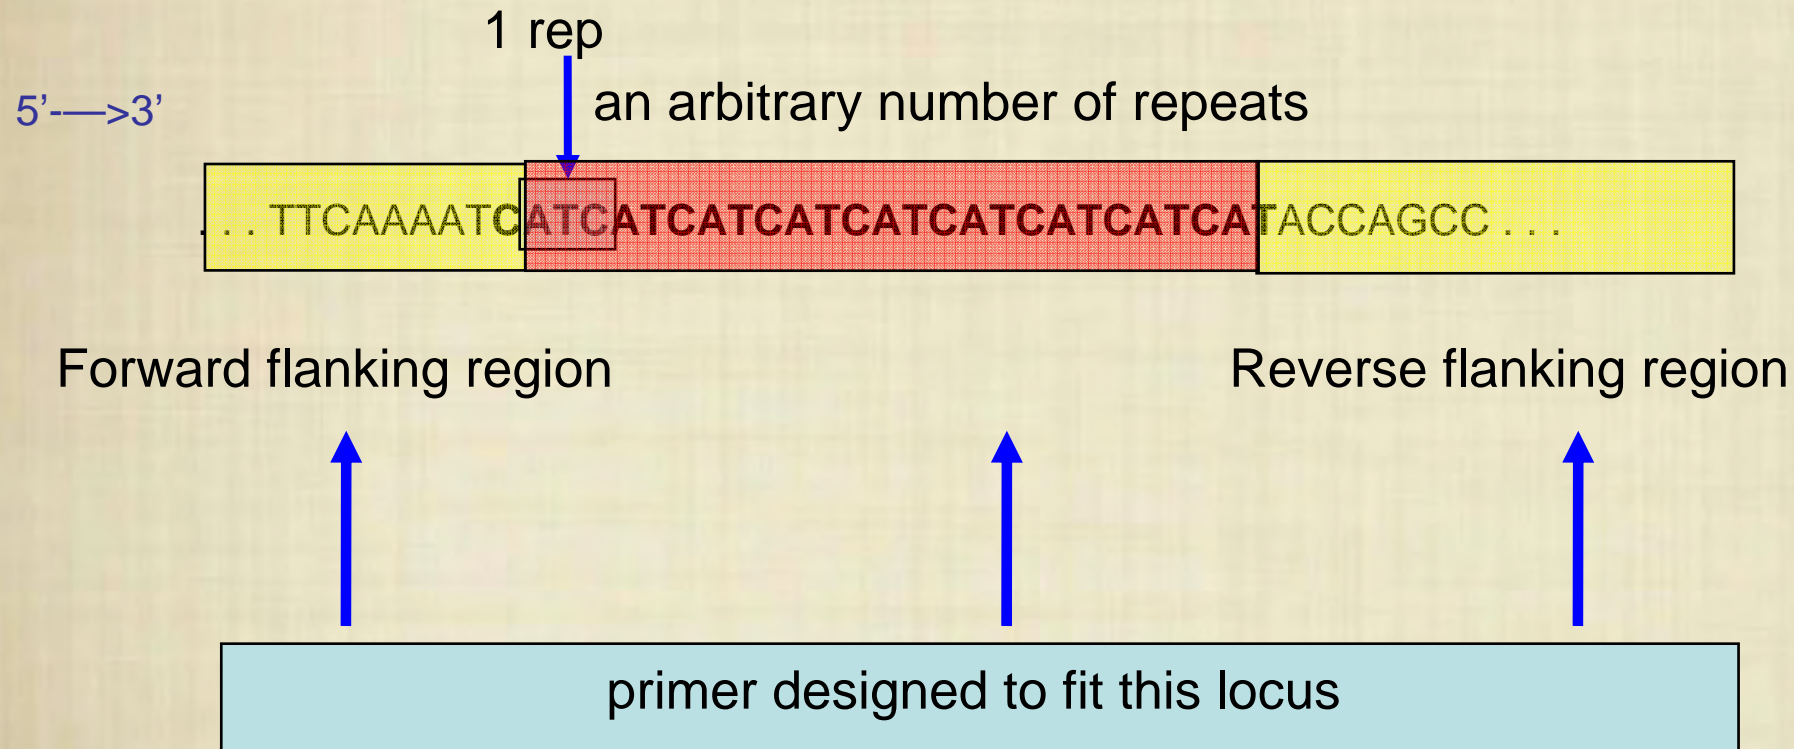 1 rep
5'-—>3'
an arbitrary number of repeats
. . . TTCAAAATCATCATCATCATCATCATCATCATCATACCAGCC . . .
Forward flanking region
Reverse flanking region
primer designed to fit this locus